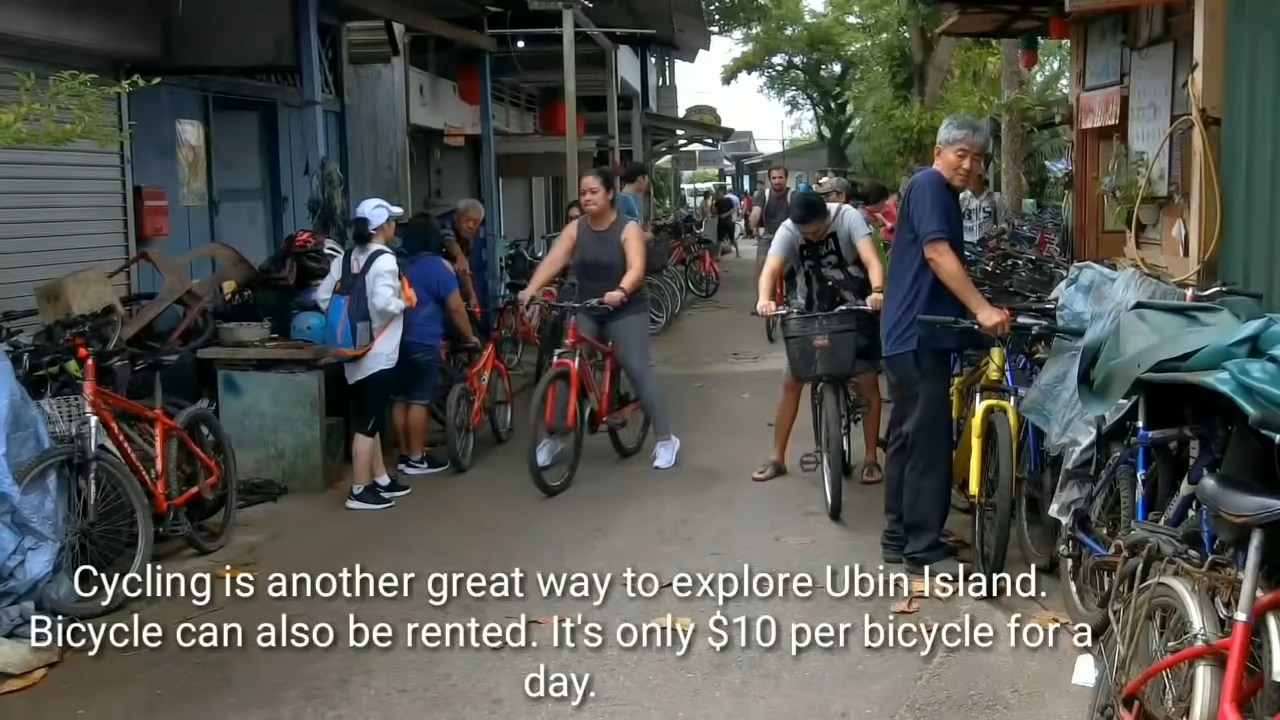 Cycling is another great way to explore Ubin Island.
Bicycle can also be rented. It's only $10 per bicycle for a
day.